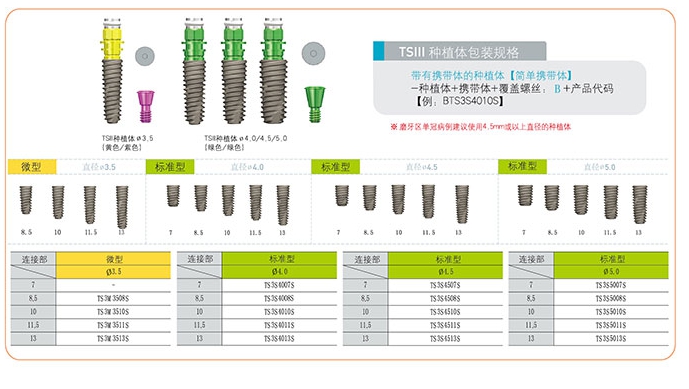 TSIII 种植体包装规格
带有携带体的种植体【简单携带体】
-种植体+携带体+覆盖螺丝：B+产品代码
【例：BTS3S4010S】
※ 磨牙区单冠病例建议使用4.5mm或以上直径的种植体
TSIII种植体 ø3.5
[黄色/紫色]
TSIII种植体 ø4.0/4.5/5.0
[绿色/绿色]
微型 直径ø3.5
8.5 10 11.5 13
标准型 直径ø4.0
7 8.5 10 11.5 13
标准型 直径ø4.5
7 8.5 10 11.5 13
标准型 直径ø5.0
7 8.5 10 11.5 13
连接部 微型
Ø3.5
7 -
8.5 TS3M3508S
10 TS3M3510S
11.5 TS3M3511S
13 TS3M3513S
连接部 标准型
Ø4.0
7 TS3S4007S
8.5 TS3S4008S
10 TS3S4010S
11.5 TS3S4011S
13 TS3S4013S
连接部 标准型
Ø4.5
7 TS3S4507S
8.5 TS3S4508S
10 TS3S4510S
11.5 TS3S4511S
13 TS3S4513S
连接部 标准型
Ø5.0
7 TS3S5007S
8.5 TS3S5008S
10 TS3S5010S
11.5 TS3S5011S
13 TS3S5013S